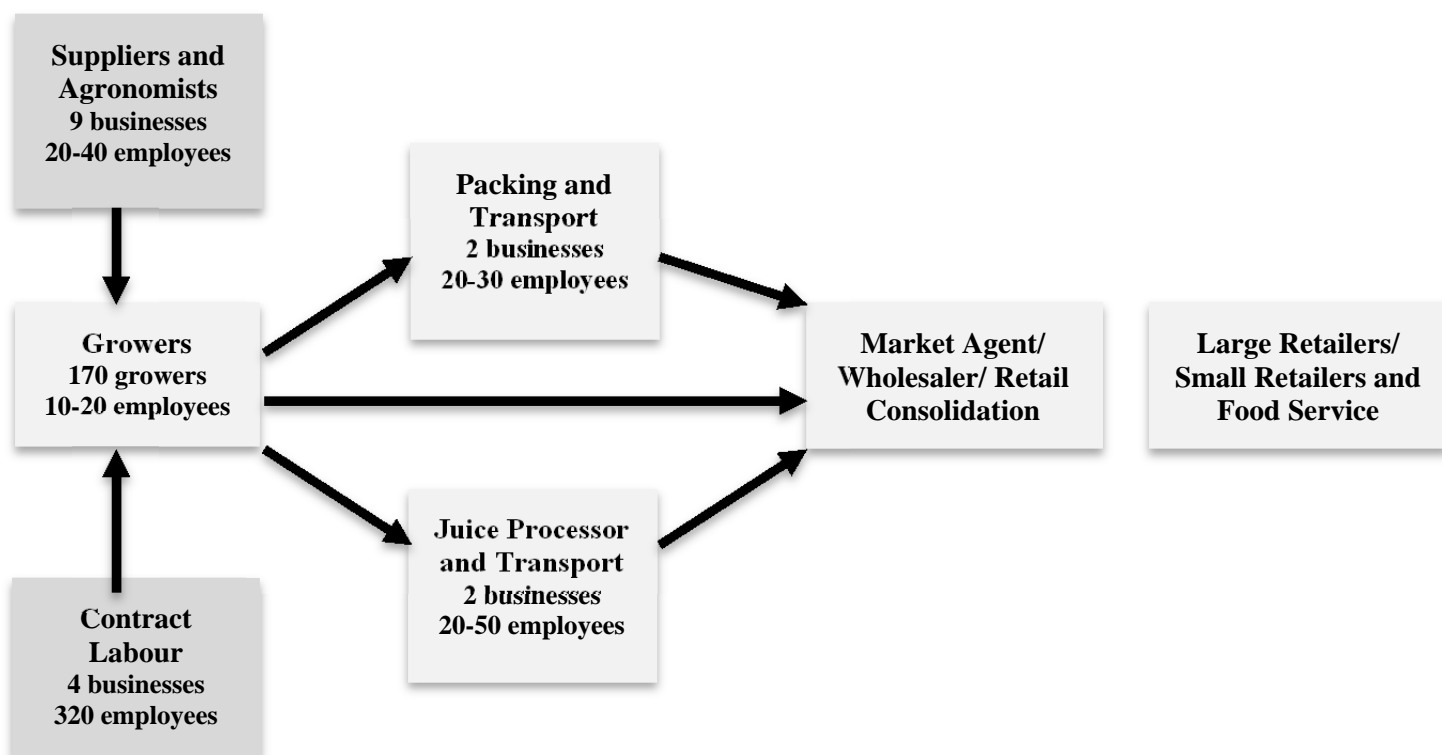 Suppliers and
Agronomists
9 businesses
20-40 employees
Packing and
Transport
2 businesses
20-30 employees
Growers
170 growers
10-20 employees
Market Agent/
Wholesaler/ Retail
Consolidation
Large Retailers/
Small Retailers and
Food Service
Juice Processor
and Transport
2 businesses
20-50 employees
Contract
Labour
4 businesses
320 employees